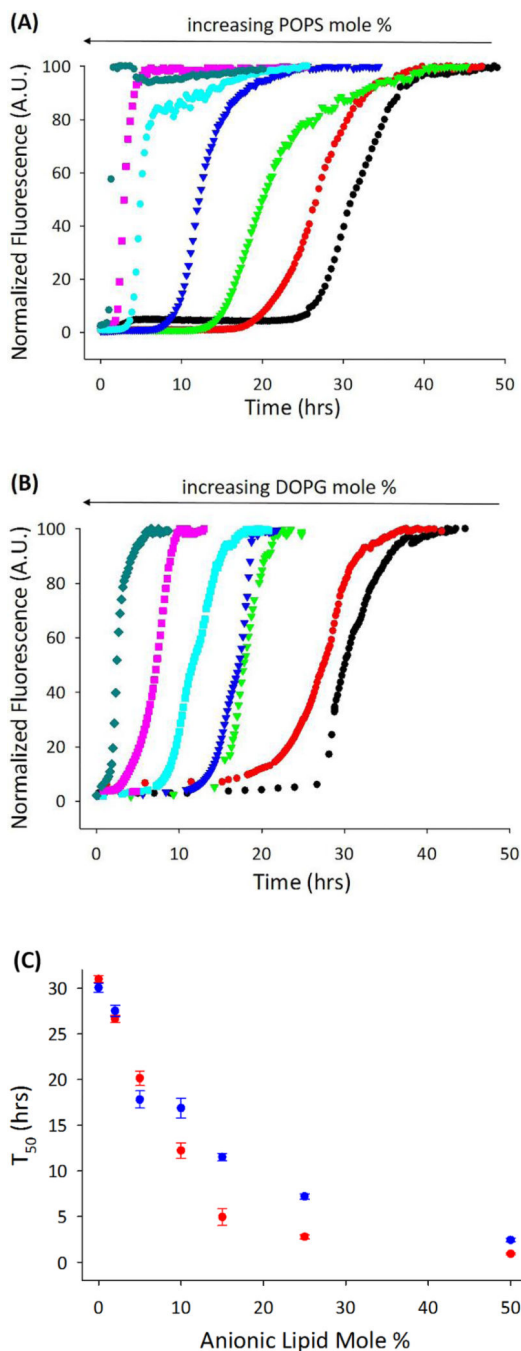 (A)
increasing POPS mole %
Normalized Fluorescence (A.U.)
100
80
60
40
20
0
0 10 20 30 40 50
Time (hrs)
(B)
increasing DOPG mole %
Normalized Fluorescence (A.U.)
100
80
60
40
20
0
0 10 20 30 40 50
Time (hrs)
(C)
T50 (hrs)
30
25
20
15
10
5
0
0 10 20 30 40 50
Anionic Lipid Mole %